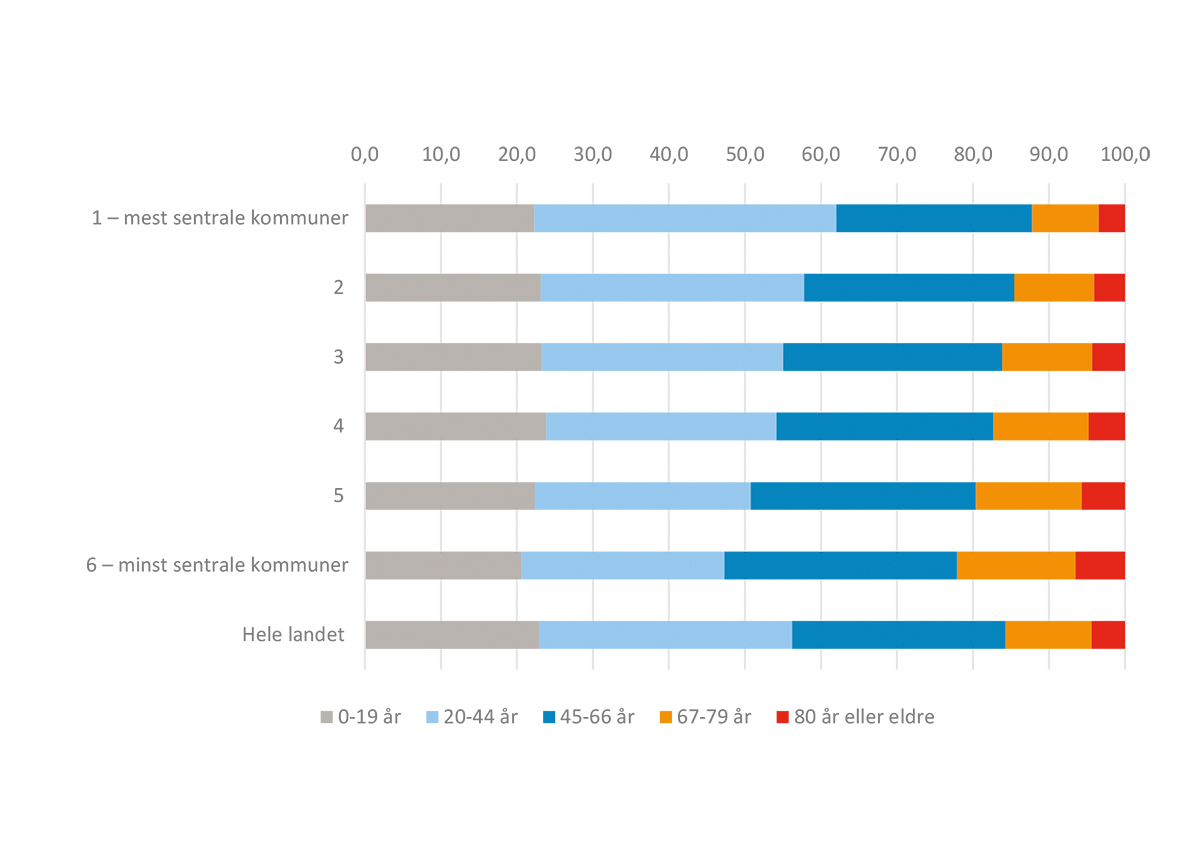 0,0 10,0 20,0 30,0 40,0 50,0 60,0 70,0 80,0 90,0 100,0
1 – mest sentrale kommuner
2
3
4
5
6 – minst sentrale kommuner
Hele landet
0-19 år 20-44 år 45-66 år 67-79 år 80 år eller eldre